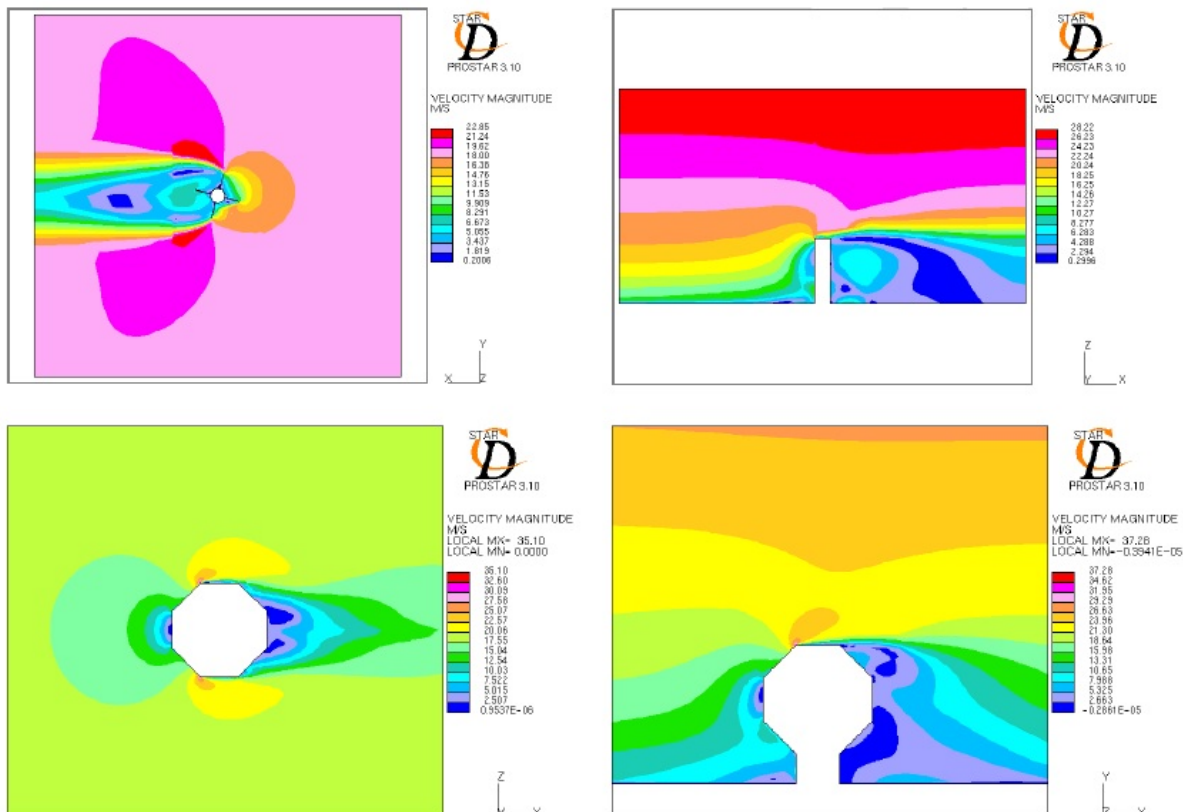 STAR
CD
PROSTAR 3.10
VELOCITY MAGNITUDE
M/S
22.85
21.24
19.62
18.00
16.38
14.76
13.15
11.53
9.909
8.291
6.673
5.055
3.437
1.819
0.2006
Y
X
Z
STAR
CD
PROSTAR 3.10
VELOCITY MAGNITUDE
M/S
28.22
26.23
24.23
22.24
20.24
18.25
16.25
14.26
12.27
10.27
8.277
6.283
4.288
2.294
0.2996
Z
Y
X
STAR
CD
PROSTAR 3.10
VELOCITY MAGNITUDE
M/S
LOCAL MX= 35.10
LOCAL MN= 0.0000
35.10
32.60
30.09
27.58
25.07
22.57
20.06
17.55
15.04
12.54
10.03
7.522
5.015
2.507
0.9537E-06
Z
STAR
CD
PROSTAR 3.10
VELOCITY MAGNITUDE
M/S
LOCAL MX= 37.28
LOCAL MN=-0.3941E-05
37.28
34.62
31.95
29.29
26.63
23.96
21.30
18.64
15.98
13.31
10.65
7.988
5.325
2.663
-0.2861E-05
Y